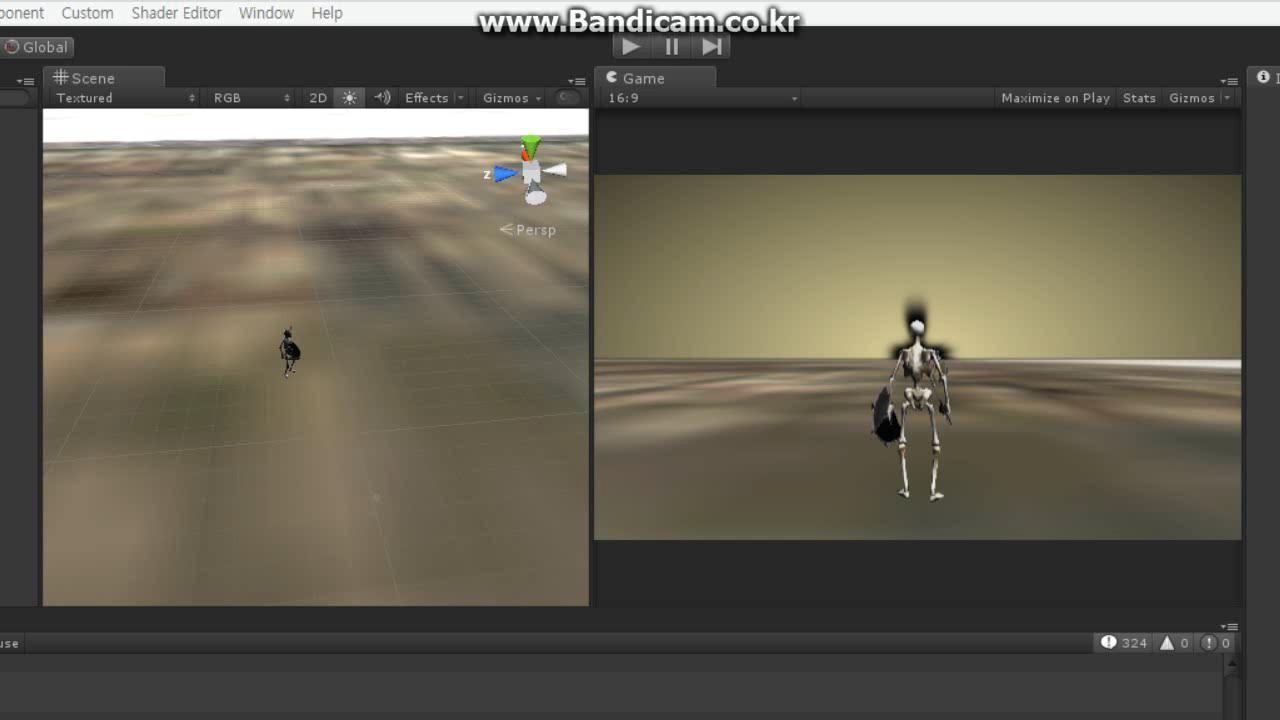 ponent Custom Shader Editor Window Help
www.Bandicam.co.kr
Global
Scene
Game
Textured RGB 2D Effects Gizmos
16:9 Maximize on Play Stats Gizmos
z
Persp
use
324 0 0